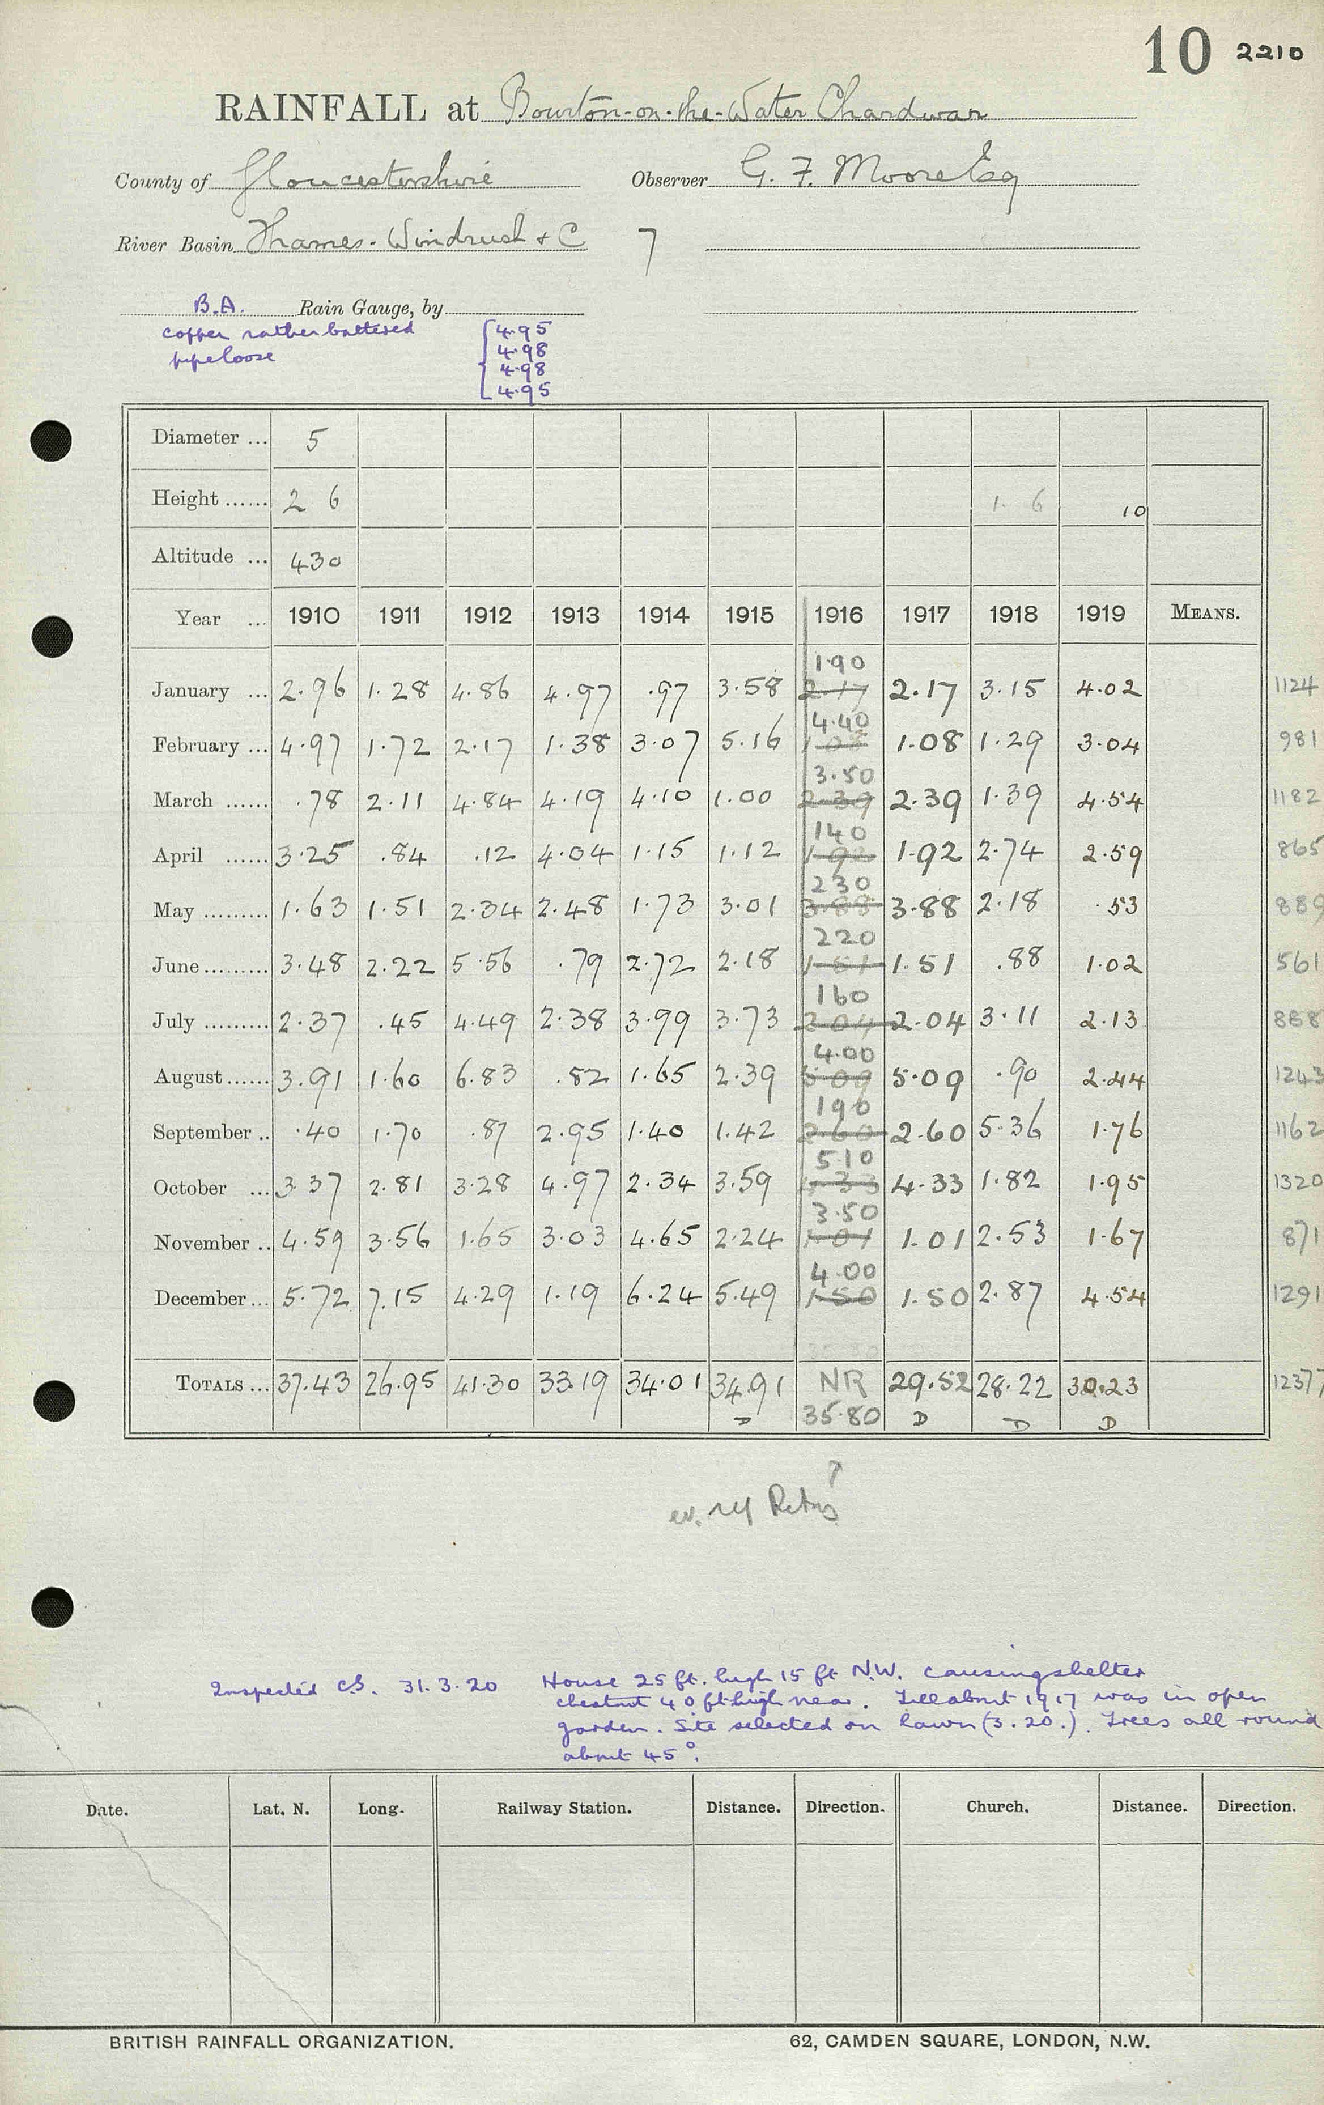 10 2210
RAINFALL at Bourton-on-the-Water Chardwar
County of Gloucestershire Observer G. F. Moore Esq
River Basin Thames. Windrush & C 7
B.A. Rain Gauge, by
copper rather battered
pipe loose
4.95
4.98
4.98
4.95
Diameter ... 5
Height ...... 2 6 1. 6 10
Altitude ... 430
Year ... 1910 1911 1912 1913 1914 1915 1916 1917 1918 1919 MEANS.
1.90
January ... 2.96 1.28 4.86 4.97 .97 3.58 2.17 2.17 3.15 4.02 1124
4.40
February ... 4.97 1.72 2.17 1.38 3.07 5.16 1.08 1.08 1.29 3.04 981
3.50
March ...... .78 2.11 4.84 4.19 4.10 1.00 2.39 2.39 1.39 4.54 1182
140
April ...... 3.25 .84 .12 4.04 1.15 1.12 1.92 1.92 2.74 2.59 865
230
May ......... 1.63 1.51 2.34 2.48 1.73 3.01 3.88 3.88 2.18 .53 889
220
June ......... 3.48 2.22 5.56 .79 2.72 2.18 1.51 1.51 .88 1.02 561
160
July ......... 2.37 .45 4.49 2.38 3.99 3.73 2.04 2.04 3.11 2.13 858
4.00
August ...... 3.91 1.60 6.83 .82 1.65 2.39 5.09 5.09 .90 2.44 1243
190
September .. .40 1.70 .87 2.95 1.40 1.42 2.60 2.60 5.36 1.76 1162
510
October ... 3.37 2.81 3.28 4.97 2.34 3.59 4.33 1.82 1.95 1320
3.50
November .. 4.59 3.56 1.65 3.03 4.65 2.24 1.01 1.01 2.53 1.67 871
4.00
December ... 5.72 7.15 4.29 1.19 6.24 5.49 1.50 1.50 2.87 4.54 1291
TOTALS ... 37.43 26.95 41.30 33.19 34.01 34.91 NR 29.52 28.22 30.23 12377
D 35.80 D D D
Inspected C.S. 31.3.20 House 25 ft. high 15 ft N.W. causing shelter
chestnut 40 ft high near. Till about 1917 was in open
garden. Site selected on lawn (3.20.). Trees all round
about 45°.
Date. Lat. N. Long. Railway Station. Distance. Direction. Church. Distance. Direction.
BRITISH RAINFALL ORGANIZATION. 62, CAMDEN SQUARE, LONDON, N.W.